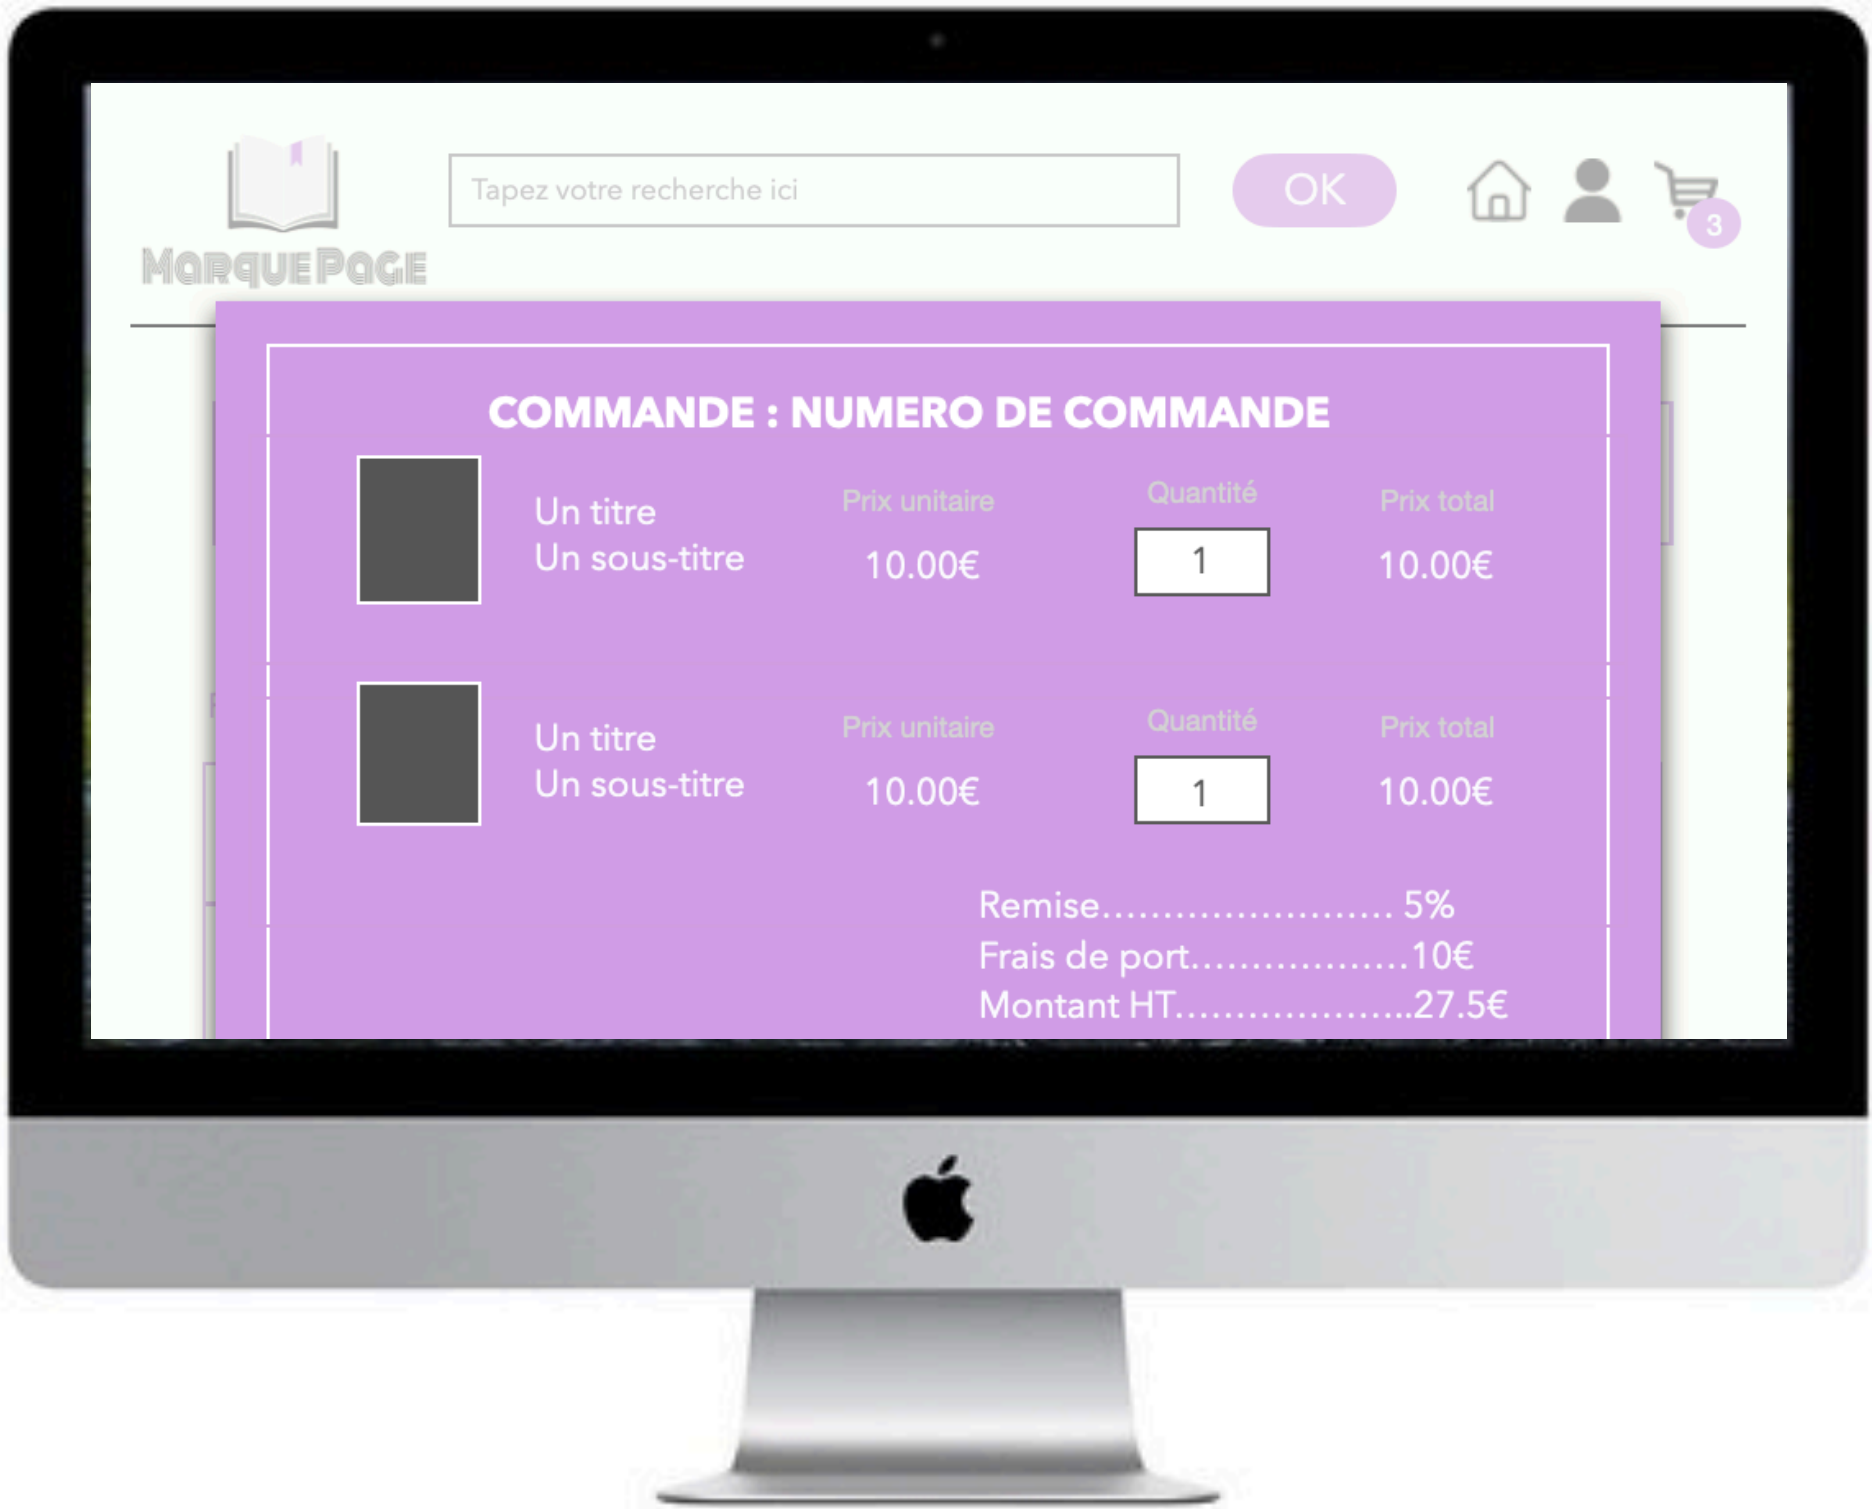 Tapez votre recherche ici
OK
3
MARQUE PAGE
COMMANDE : NUMERO DE COMMANDE
Un titre
Un sous-titre
Prix unitaire
10.00€
Quantité
1
Prix total
10.00€
Un titre
Un sous-titre
Prix unitaire
10.00€
Quantité
1
Prix total
10.00€
Remise........................ 5%
Frais de port..................10€
Montant HT....................27.5€